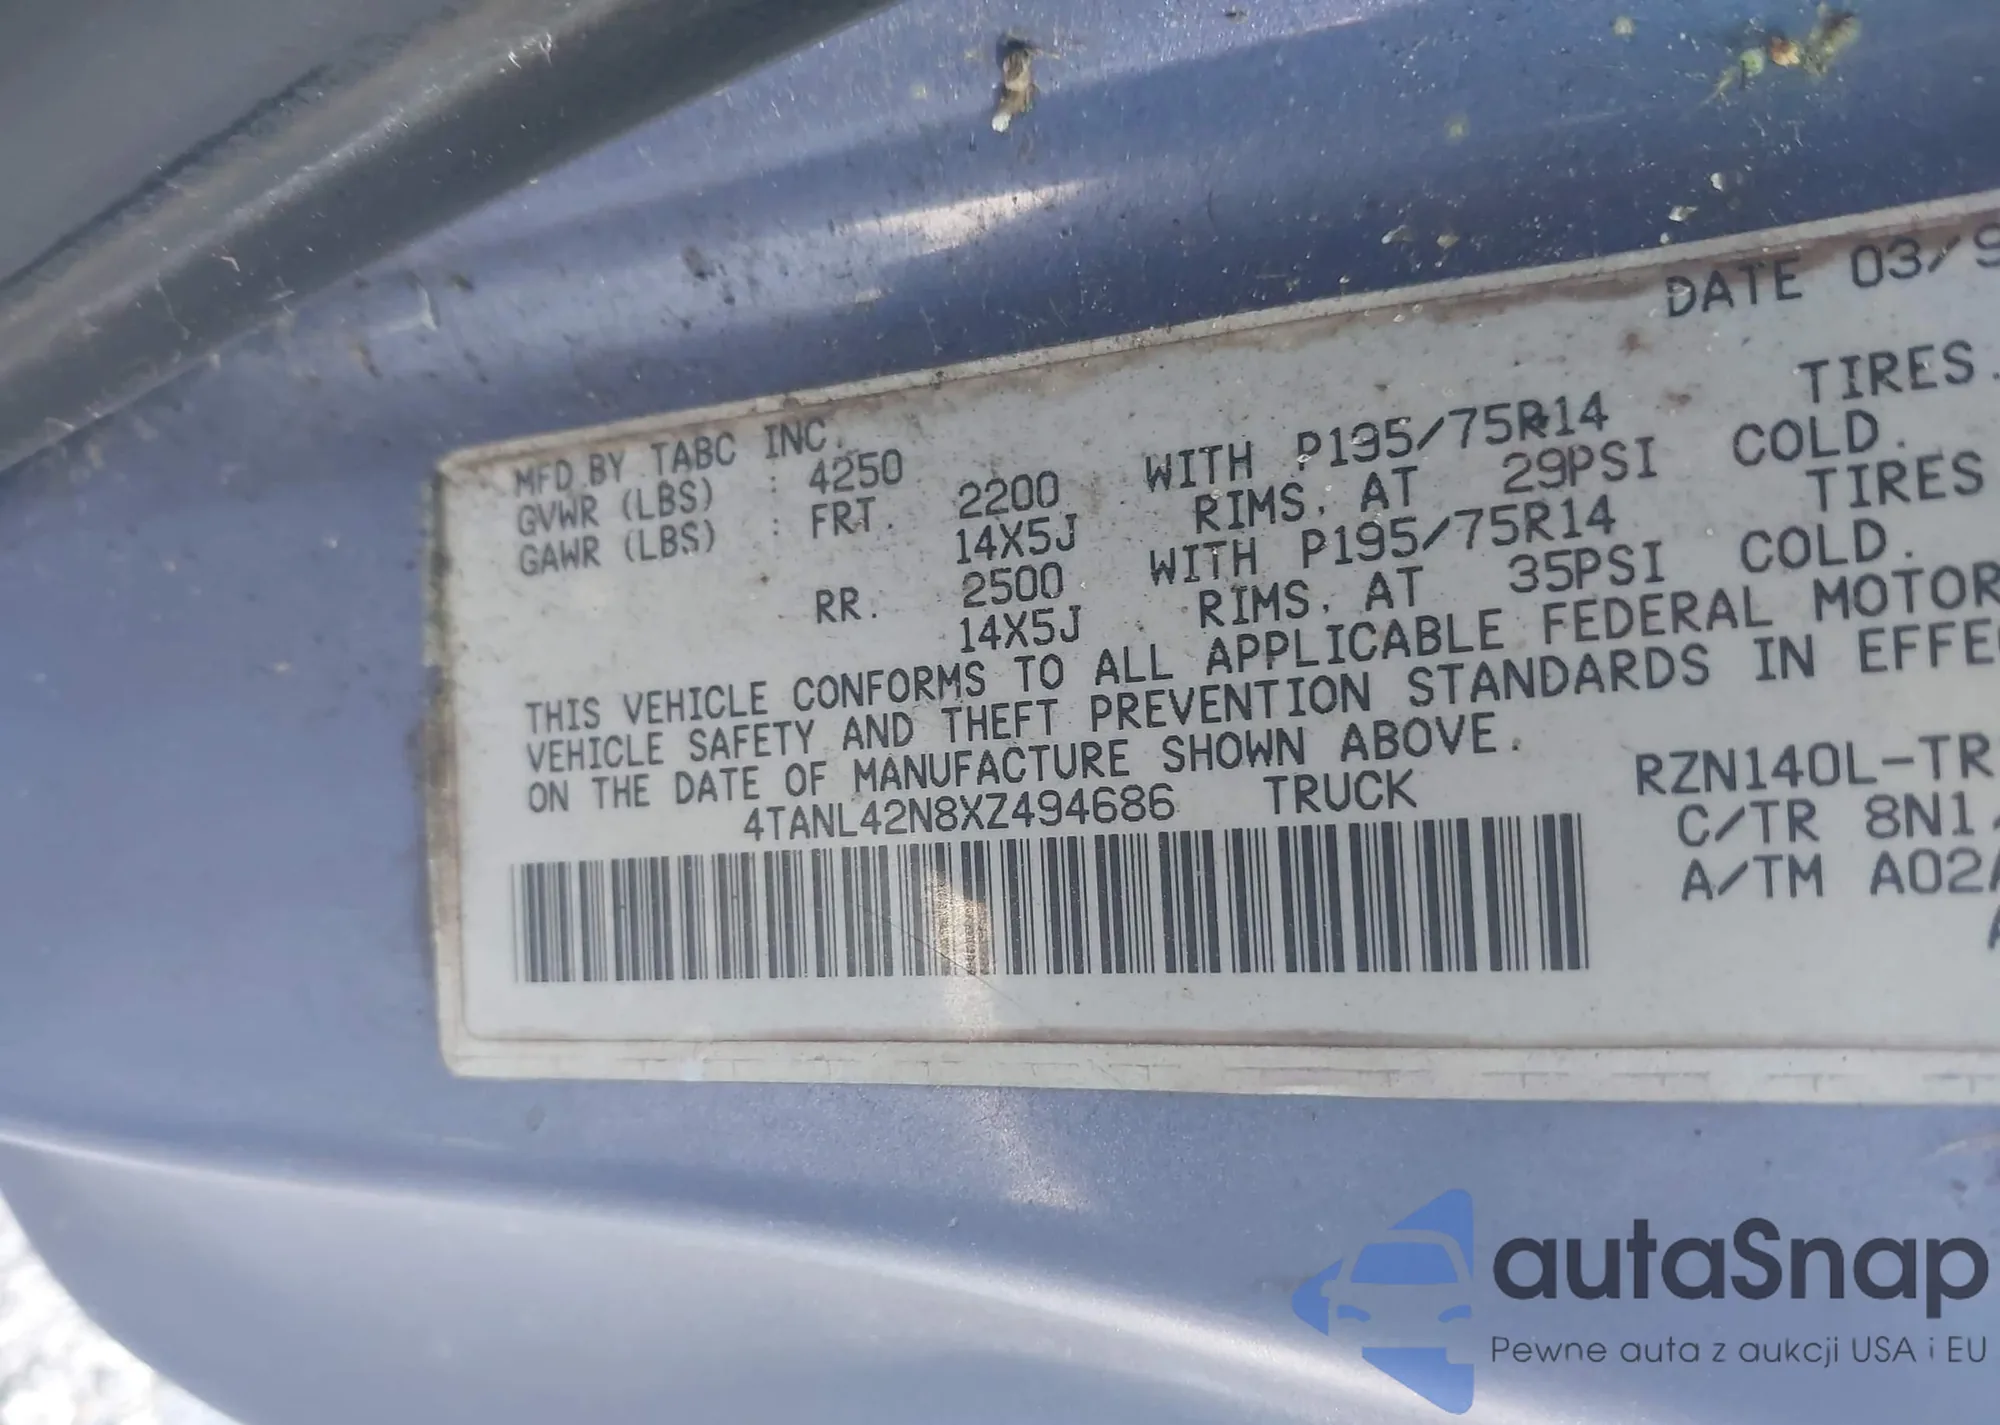 DATE 03/9
MFD.BY TABC INC.
GVWR (LBS) : 4250
GAWR (LBS) : FRT. 2200 WITH P195/75R14 TIRES.
14X5J RIMS. AT 29PSI COLD.
RR. 2500 WITH P195/75R14 TIRES
14X5J RIMS. AT 35PSI COLD.
THIS VEHICLE CONFORMS TO ALL APPLICABLE FEDERAL MOTOR
VEHICLE SAFETY AND THEFT PREVENTION STANDARDS IN EFFE
ON THE DATE OF MANUFACTURE SHOWN ABOVE.
4TANL42N8XZ494686 TRUCK RZN140L-TR
C/TR 8N1
A/TM A02A
autaSnap
Pewne auta z aukcji USA i EU